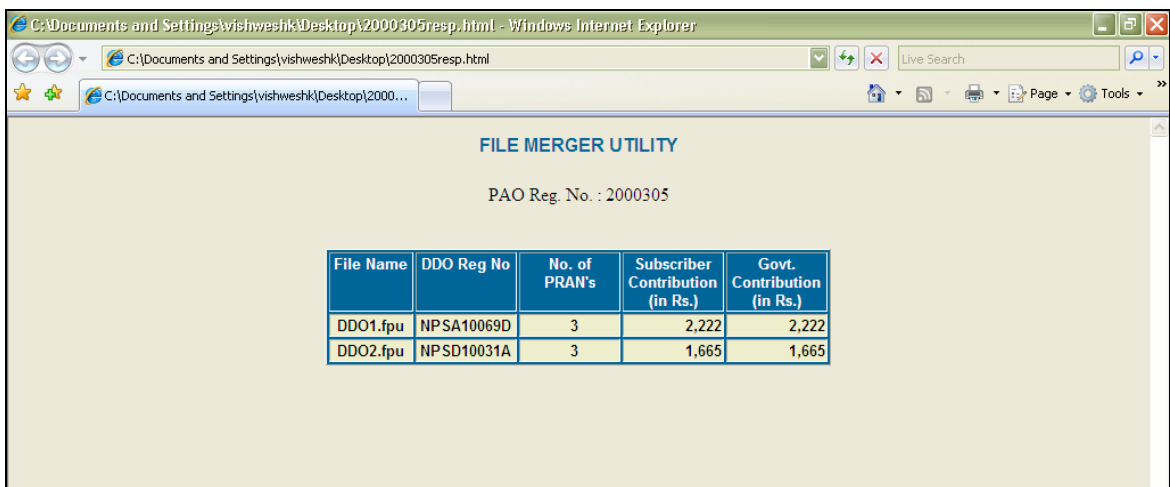 C:\Documents and Settings\vishweshk\Desktop\2000305resp.html - Windows Internet Explorer
C:\Documents and Settings\vishweshk\Desktop\2000305resp.html
Live Search
C:\Documents and Settings\vishweshk\Desktop\2000...
Page Tools »
FILE MERGER UTILITY
PAO Reg. No. : 2000305
File Name DDO Reg No No. of PRAN's Subscriber Contribution (in Rs.) Govt. Contribution (in Rs.)
DDO1.fpu NPSA10069D 3 2,222 2,222
DDO2.fpu NPSD10031A 3 1,665 1,665